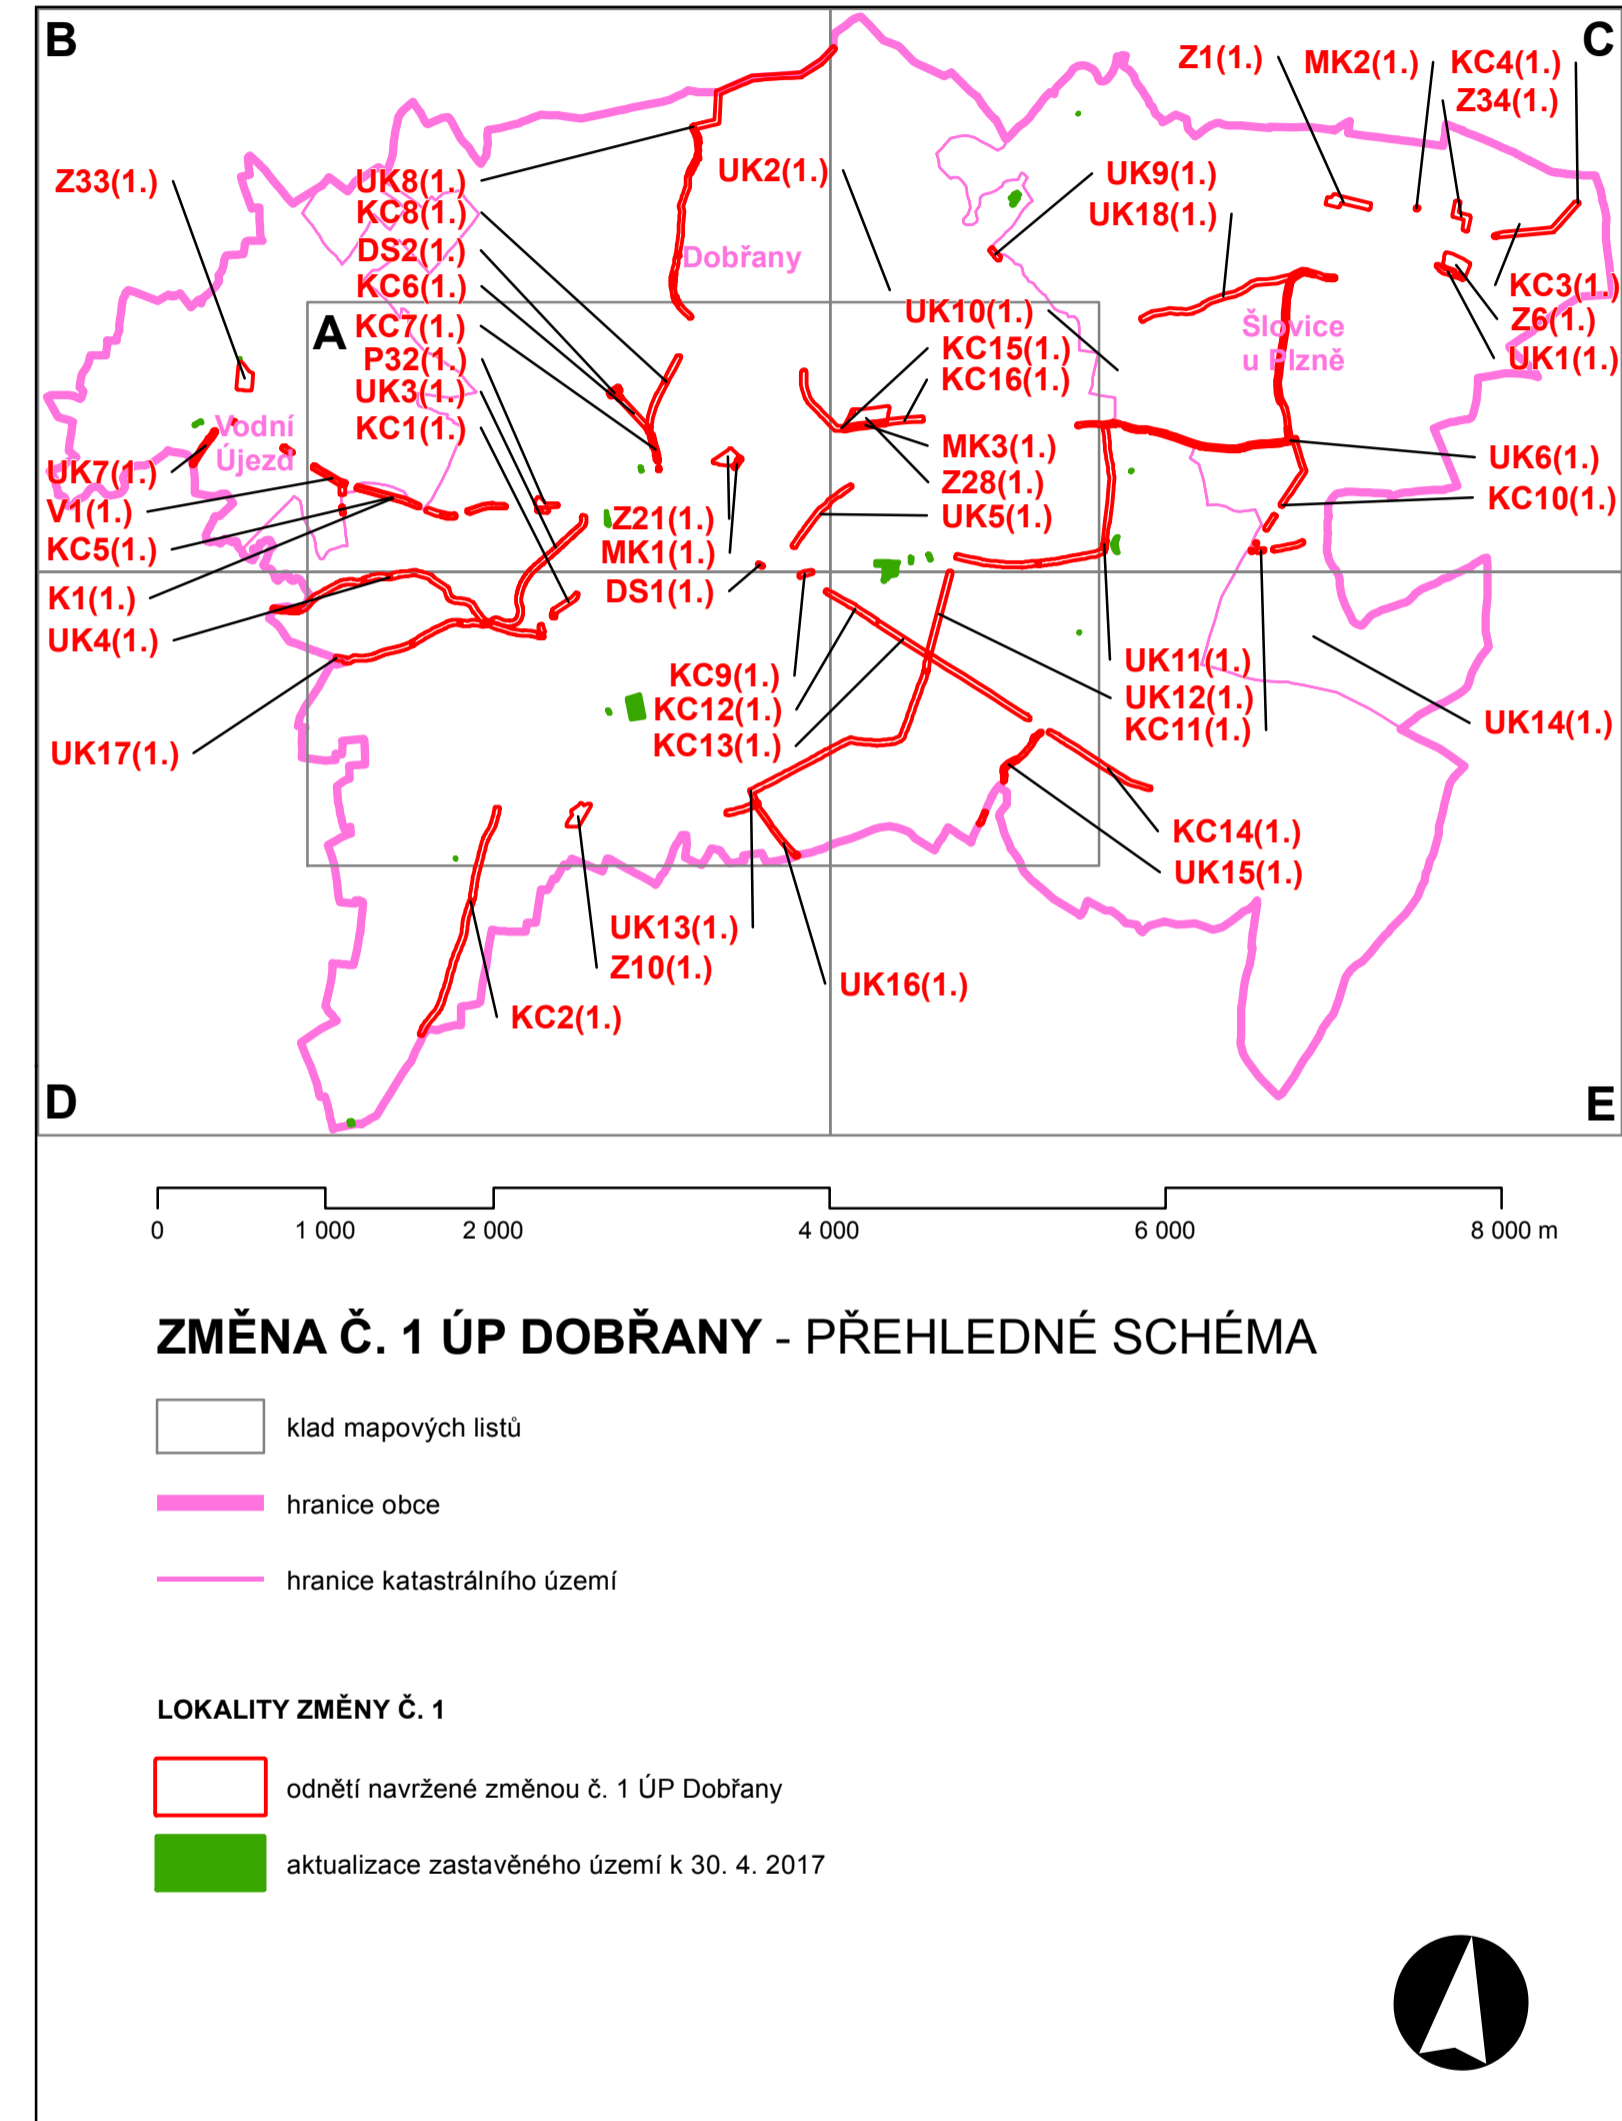 B
C
Z1(1.)
MK2(1.)
KC4(1.)
Z34(1.)
Z33(1.)
UK8(1.)
UK2(1.)
UK9(1.)
KC8(1.)
UK18(1.)
DS2(1.)
Dobřany
KC6(1.)
KC3(1.)
A
KC7(1.)
UK10(1.)
Šlovice
u Plzně
Z6(1.)
P32(1.)
KC15(1.)
UK1(1.)
UK3(1.)
KC16(1.)
KC1(1.)
Vodní
Újezd
MK3(1.)
UK7(1.)
Z28(1.)
UK6(1.)
V1(1.)
Z21(1.)
UK5(1.)
KC10(1.)
KC5(1.)
MK1(1.)
K1(1.)
DS1(1.)
UK4(1.)
KC9(1.)
UK11(1.)
KC12(1.)
UK12(1.)
UK17(1.)
KC13(1.)
KC11(1.)
UK14(1.)
KC14(1.)
UK15(1.)
UK13(1.)
Z10(1.)
UK16(1.)
KC2(1.)
D
E
0 1 000 2 000 4 000 6 000 8 000 m
ZMĚNA Č. 1 ÚP DOBŘANY - PŘEHLEDNÉ SCHÉMA
klad mapových listů
hranice obce
hranice katastrálního území
LOKALITY ZMĚNY Č. 1
odnětí navržené změnou č. 1 ÚP Dobřany
aktualizace zastavěného území k 30. 4. 2017